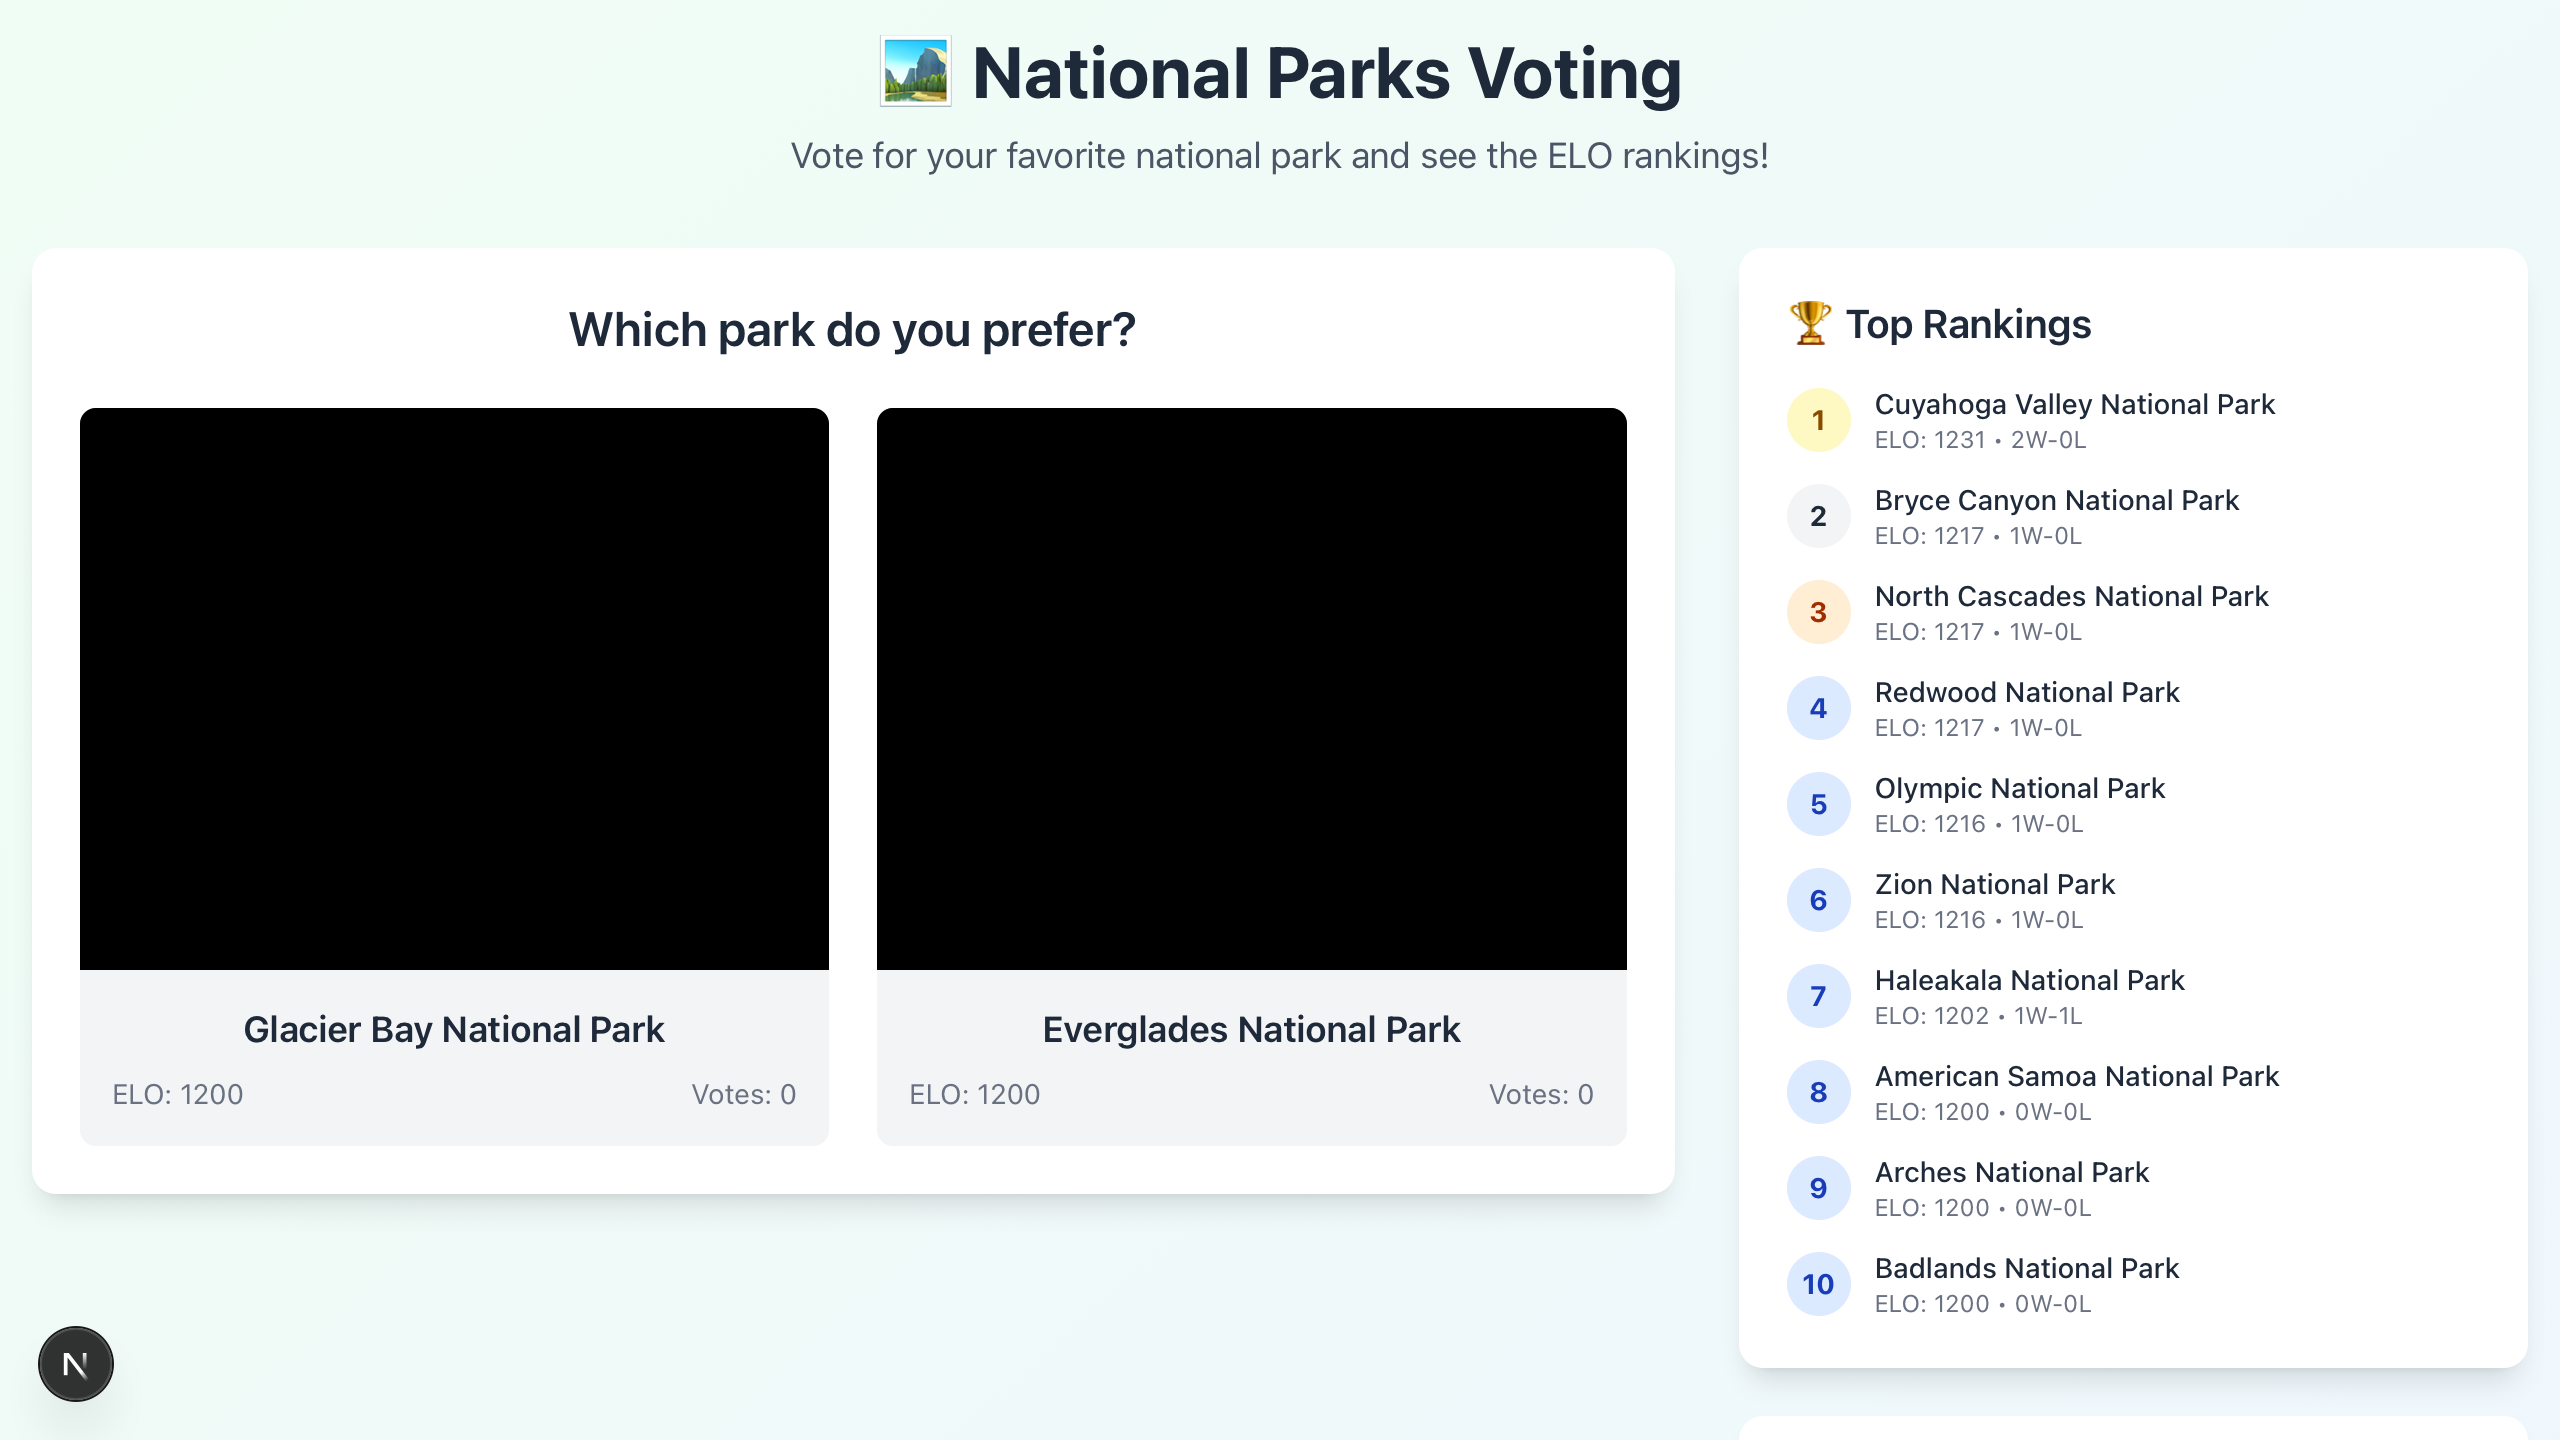 National Parks Voting
Vote for your favorite national park and see the ELO rankings!
Which park do you prefer?
Glacier Bay National Park
ELO: 1200 Votes: 0
Everglades National Park
ELO: 1200 Votes: 0
Top Rankings
1
Cuyahoga Valley National Park
ELO: 1231 • 2W-0L
2
Bryce Canyon National Park
ELO: 1217 • 1W-0L
3
North Cascades National Park
ELO: 1217 • 1W-0L
4
Redwood National Park
ELO: 1217 • 1W-0L
5
Olympic National Park
ELO: 1216 • 1W-0L
6
Zion National Park
ELO: 1216 • 1W-0L
7
Haleakala National Park
ELO: 1202 • 1W-1L
8
American Samoa National Park
ELO: 1200 • 0W-0L
9
Arches National Park
ELO: 1200 • 0W-0L
10
Badlands National Park
ELO: 1200 • 0W-0L
N